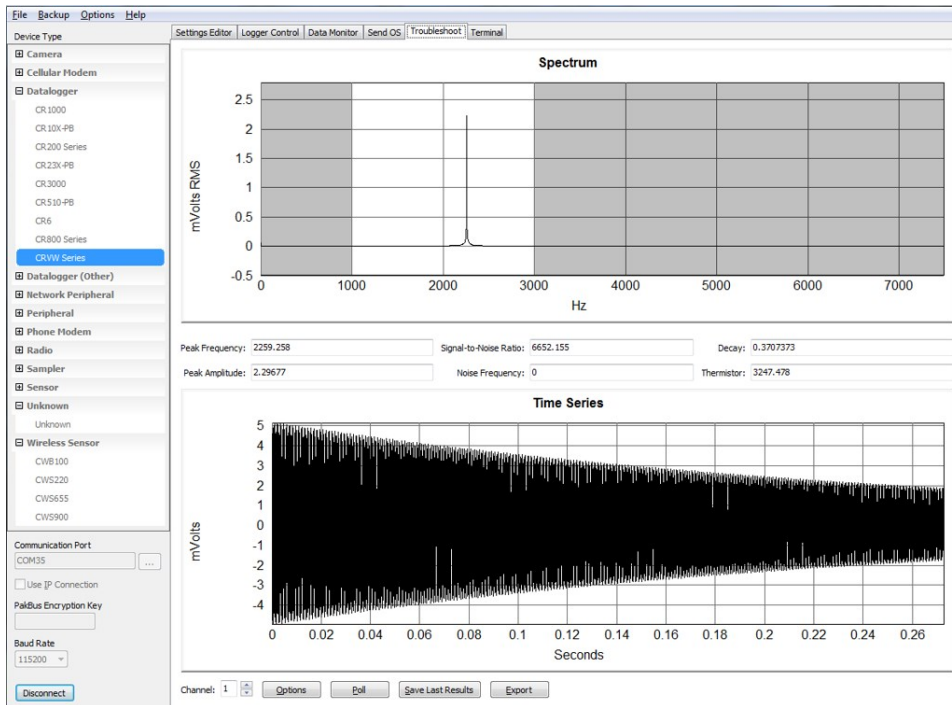 File Backup Options Help
Device Type
Camera
Cellular Modem
Datalogger
CR1000
CR10X-PB
CR200 Series
CR23X-PB
CR3000
CR510-PB
CR6
CR800 Series
CRVW Series
Datalogger (Other)
Network Peripheral
Peripheral
Phone Modem
Radio
Sampler
Sensor
Unknown
Unknown
Wireless Sensor
CWB100
CWS220
CWS655
CWS900
Communication Port
COM35 ...
Use IP Connection
PakBus Encryption Key
Baud Rate
115200
Disconnect
Settings Editor Logger Control Data Monitor Send OS Troubleshoot Terminal
Spectrum
mVolts RMS
2.5
2
1.5
1
0.5
0
-0.5
0 1000 2000 3000 4000 5000 6000 7000
Hz
Peak Frequency: 2259.258 Signal-to-Noise Ratio: 6652.155 Decay: 0.3707373
Peak Amplitude: 2.29677 Noise Frequency: 0 Thermistor: 3247.478
Time Series
mVolts
5
4
3
2
1
0
-1
-2
-3
-4
0 0.02 0.04 0.06 0.08 0.1 0.12 0.14 0.16 0.18 0.2 0.22 0.24 0.26
Seconds
Channel: 1 Options Poll Save Last Results Export